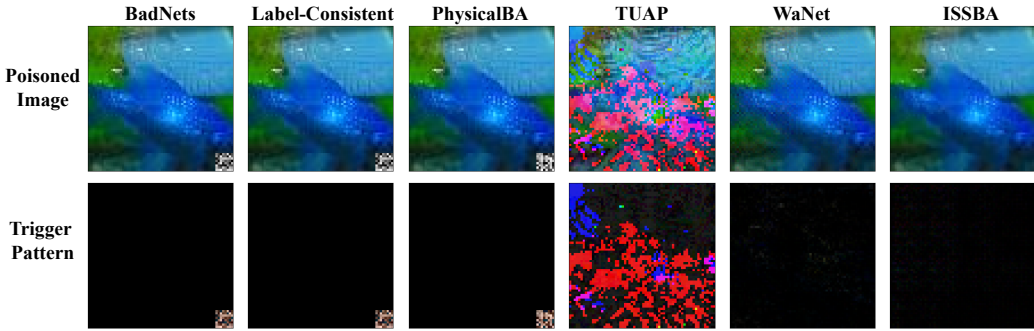 BadNets
Label-Consistent
PhysicalBA
TUAP
WaNet
ISSBA
Poisoned
Image
Trigger
Pattern